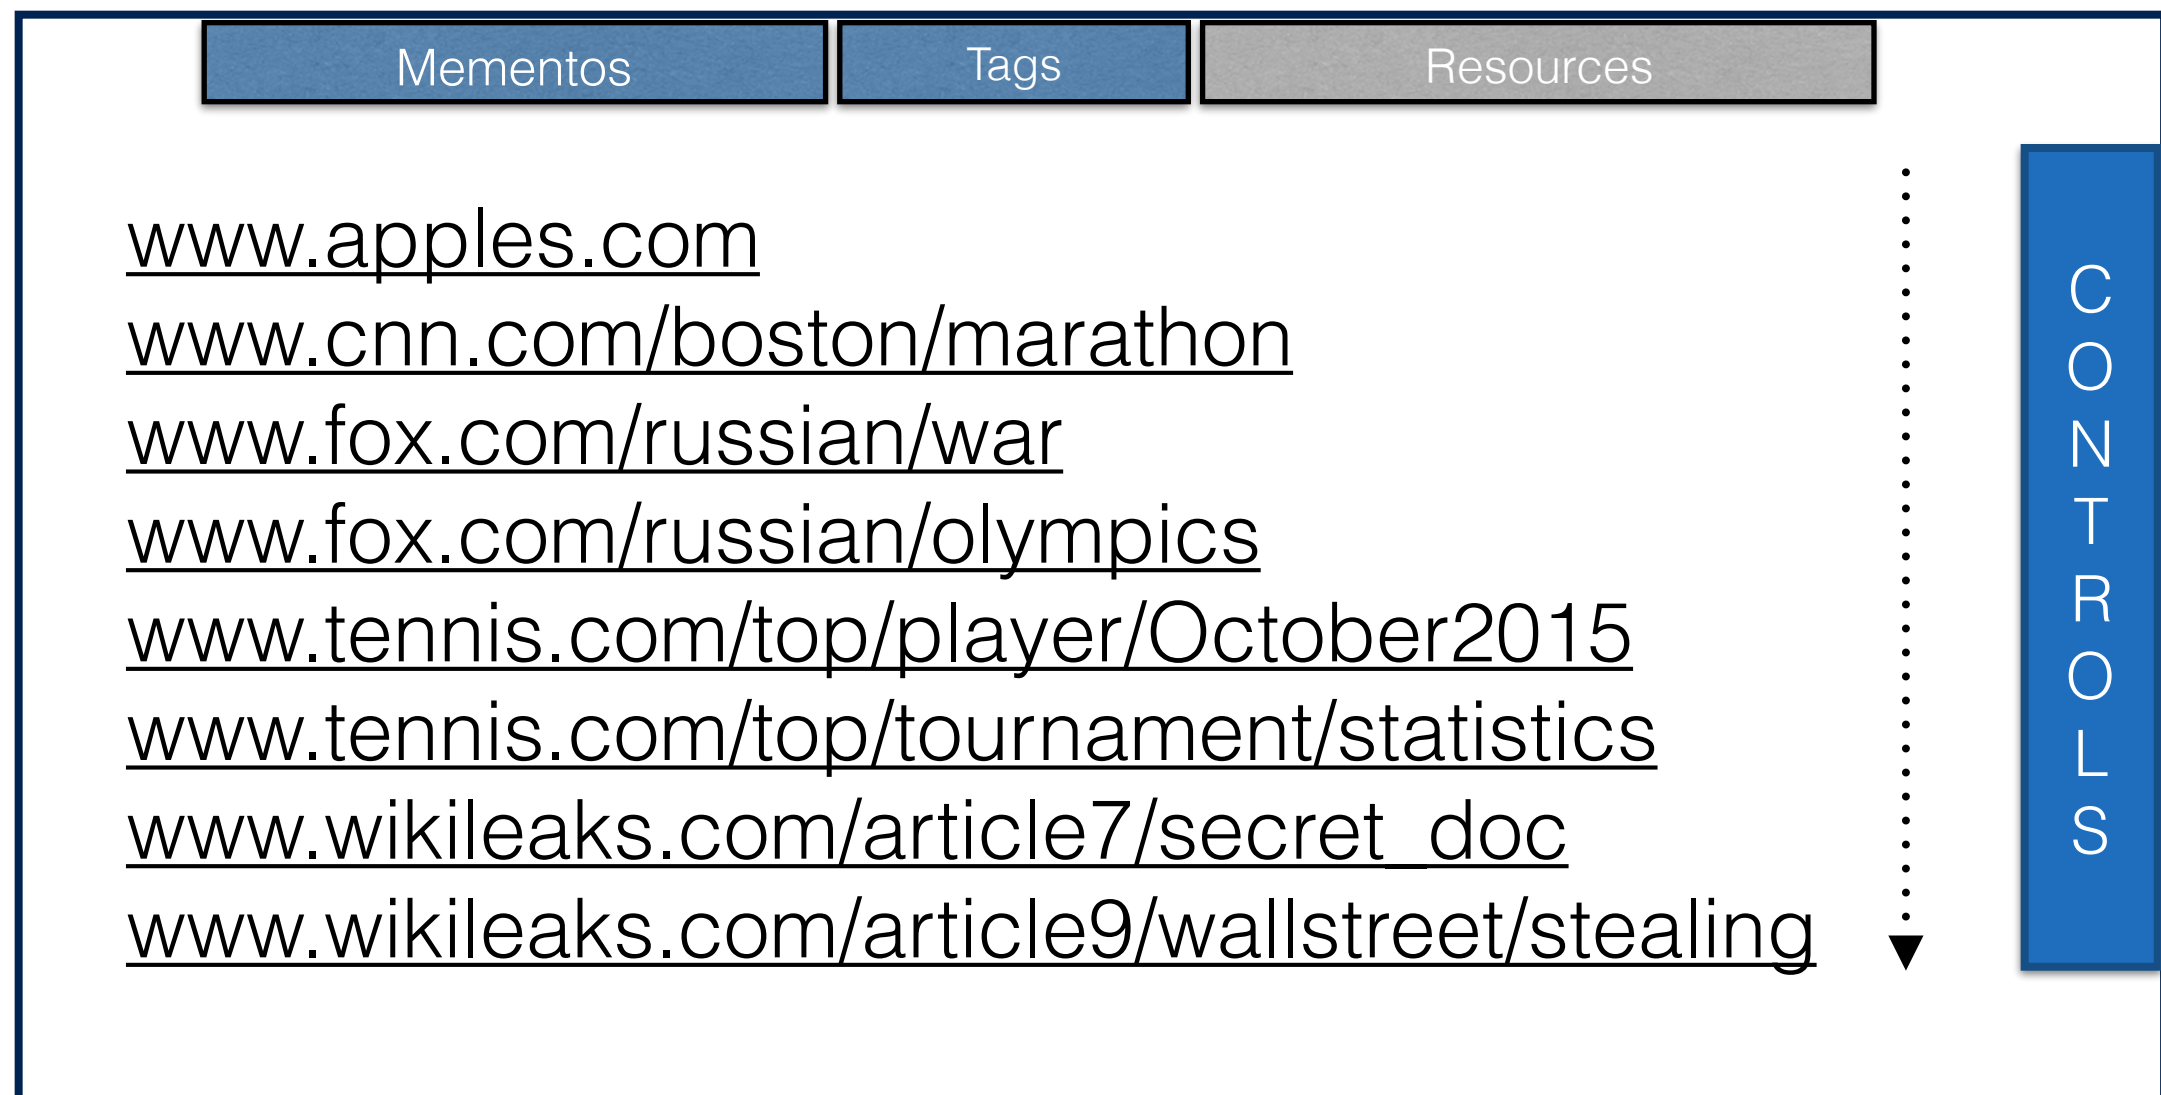 Mementos Tags Resources
www.apples.com
www.cnn.com/boston/marathon
www.fox.com/russian/war
www.fox.com/russian/olympics
www.tennis.com/top/player/October2015
www.tennis.com/top/tournament/statistics
www.wikileaks.com/article7/secret_doc
www.wikileaks.com/article9/wallstreet/stealing
CONTROLS